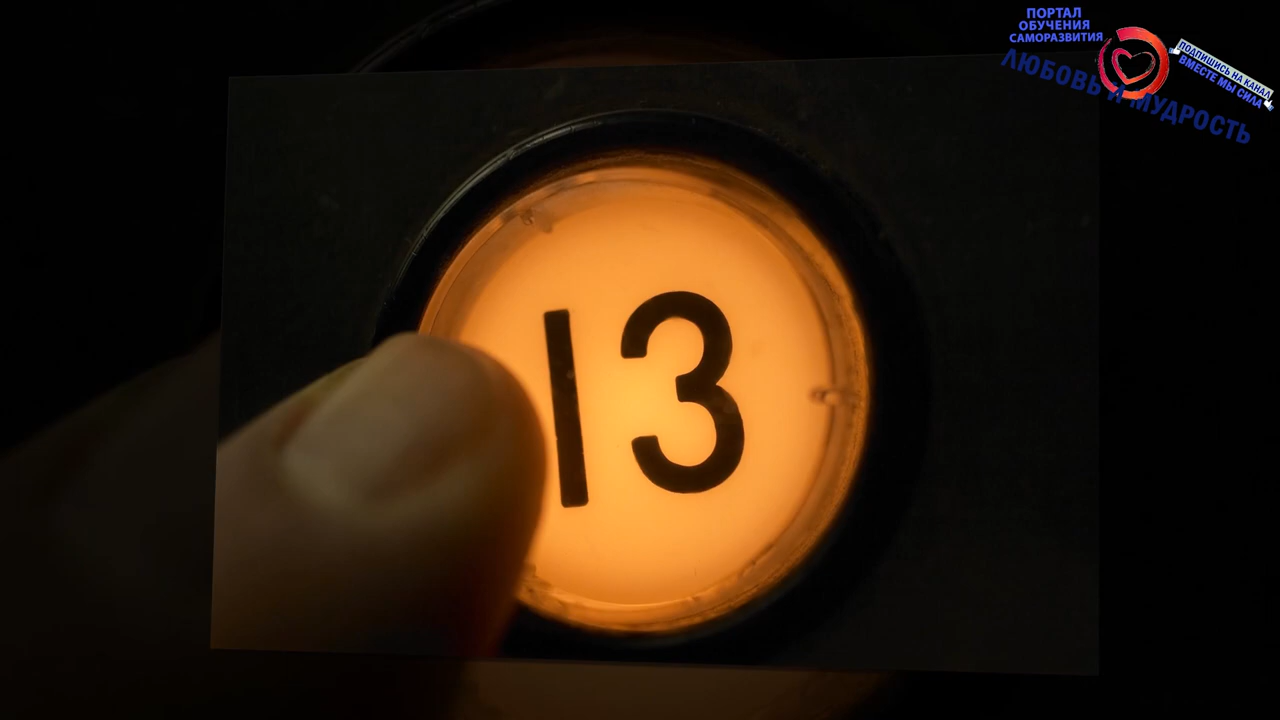 ПОРТАЛ
ОБУЧЕНИЯ
САМОРАЗВИТИЯ
ЛЮБОВЬ И МУДРОСТЬ
ПОДПИШИСЬ НА КАНАЛ
ВМЕСТЕ МЫ СИЛА
13